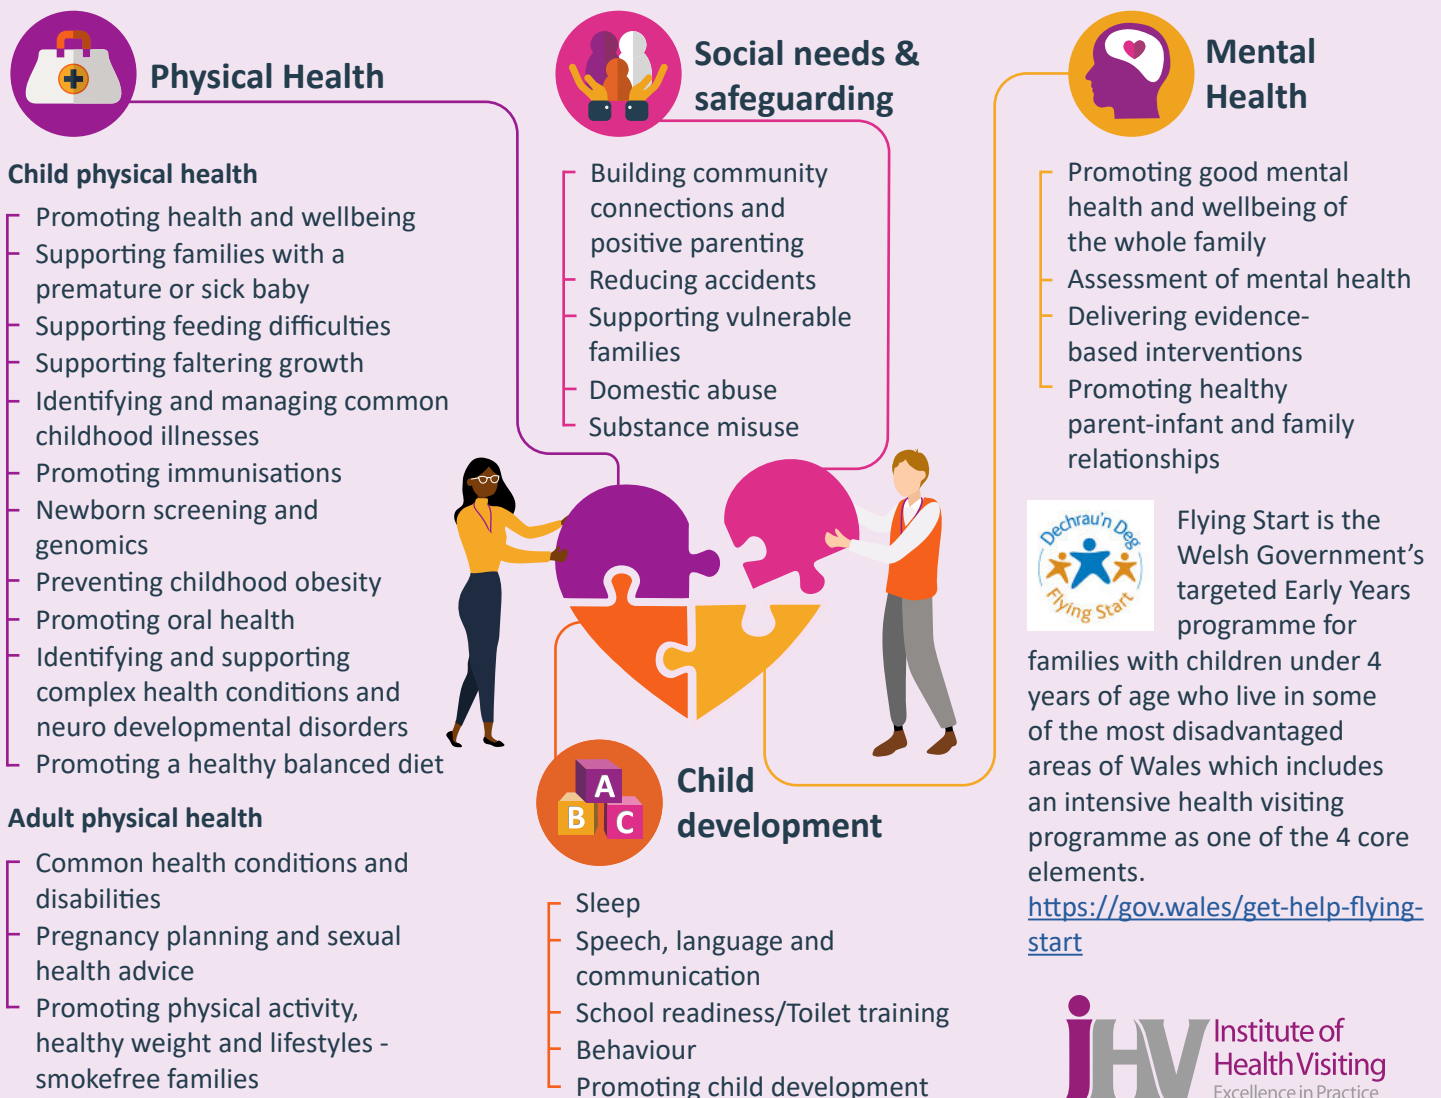 Physical Health
Child physical health
Promoting health and wellbeing
Supporting families with a
premature or sick baby
Supporting feeding difficulties
Supporting faltering growth
Identifying and managing common
childhood illnesses
Promoting immunisations
Newborn screening and
genomics
Preventing childhood obesity
Promoting oral health
Identifying and supporting
complex health conditions and
neuro developmental disorders
Promoting a healthy balanced diet
Adult physical health
Common health conditions and
disabilities
Pregnancy planning and sexual
health advice
Promoting physical activity,
healthy weight and lifestyles -
smokefree families
Social needs &
safeguarding
Building community
connections and
positive parenting
Reducing accidents
Supporting vulnerable
families
Domestic abuse
Substance misuse
A
B C
Child
development
Sleep
Speech, language and
communication
School readiness/Toilet training
Behaviour
Promoting child development
Mental
Health
Promoting good mental
health and wellbeing of
the whole family
Assessment of mental health
Delivering evidence-
based interventions
Promoting healthy
parent-infant and family
relationships
Dechrau'n Deg
Flying Start
Flying Start is the
Welsh Government's
targeted Early Years
programme for
families with children under 4
years of age who live in some
of the most disadvantaged
areas of Wales which includes
an intensive health visiting
programme as one of the 4 core
elements.
https://gov.wales/get-help-flying-
start
iHV
Institute of
Health Visiting
Excellence in Practice